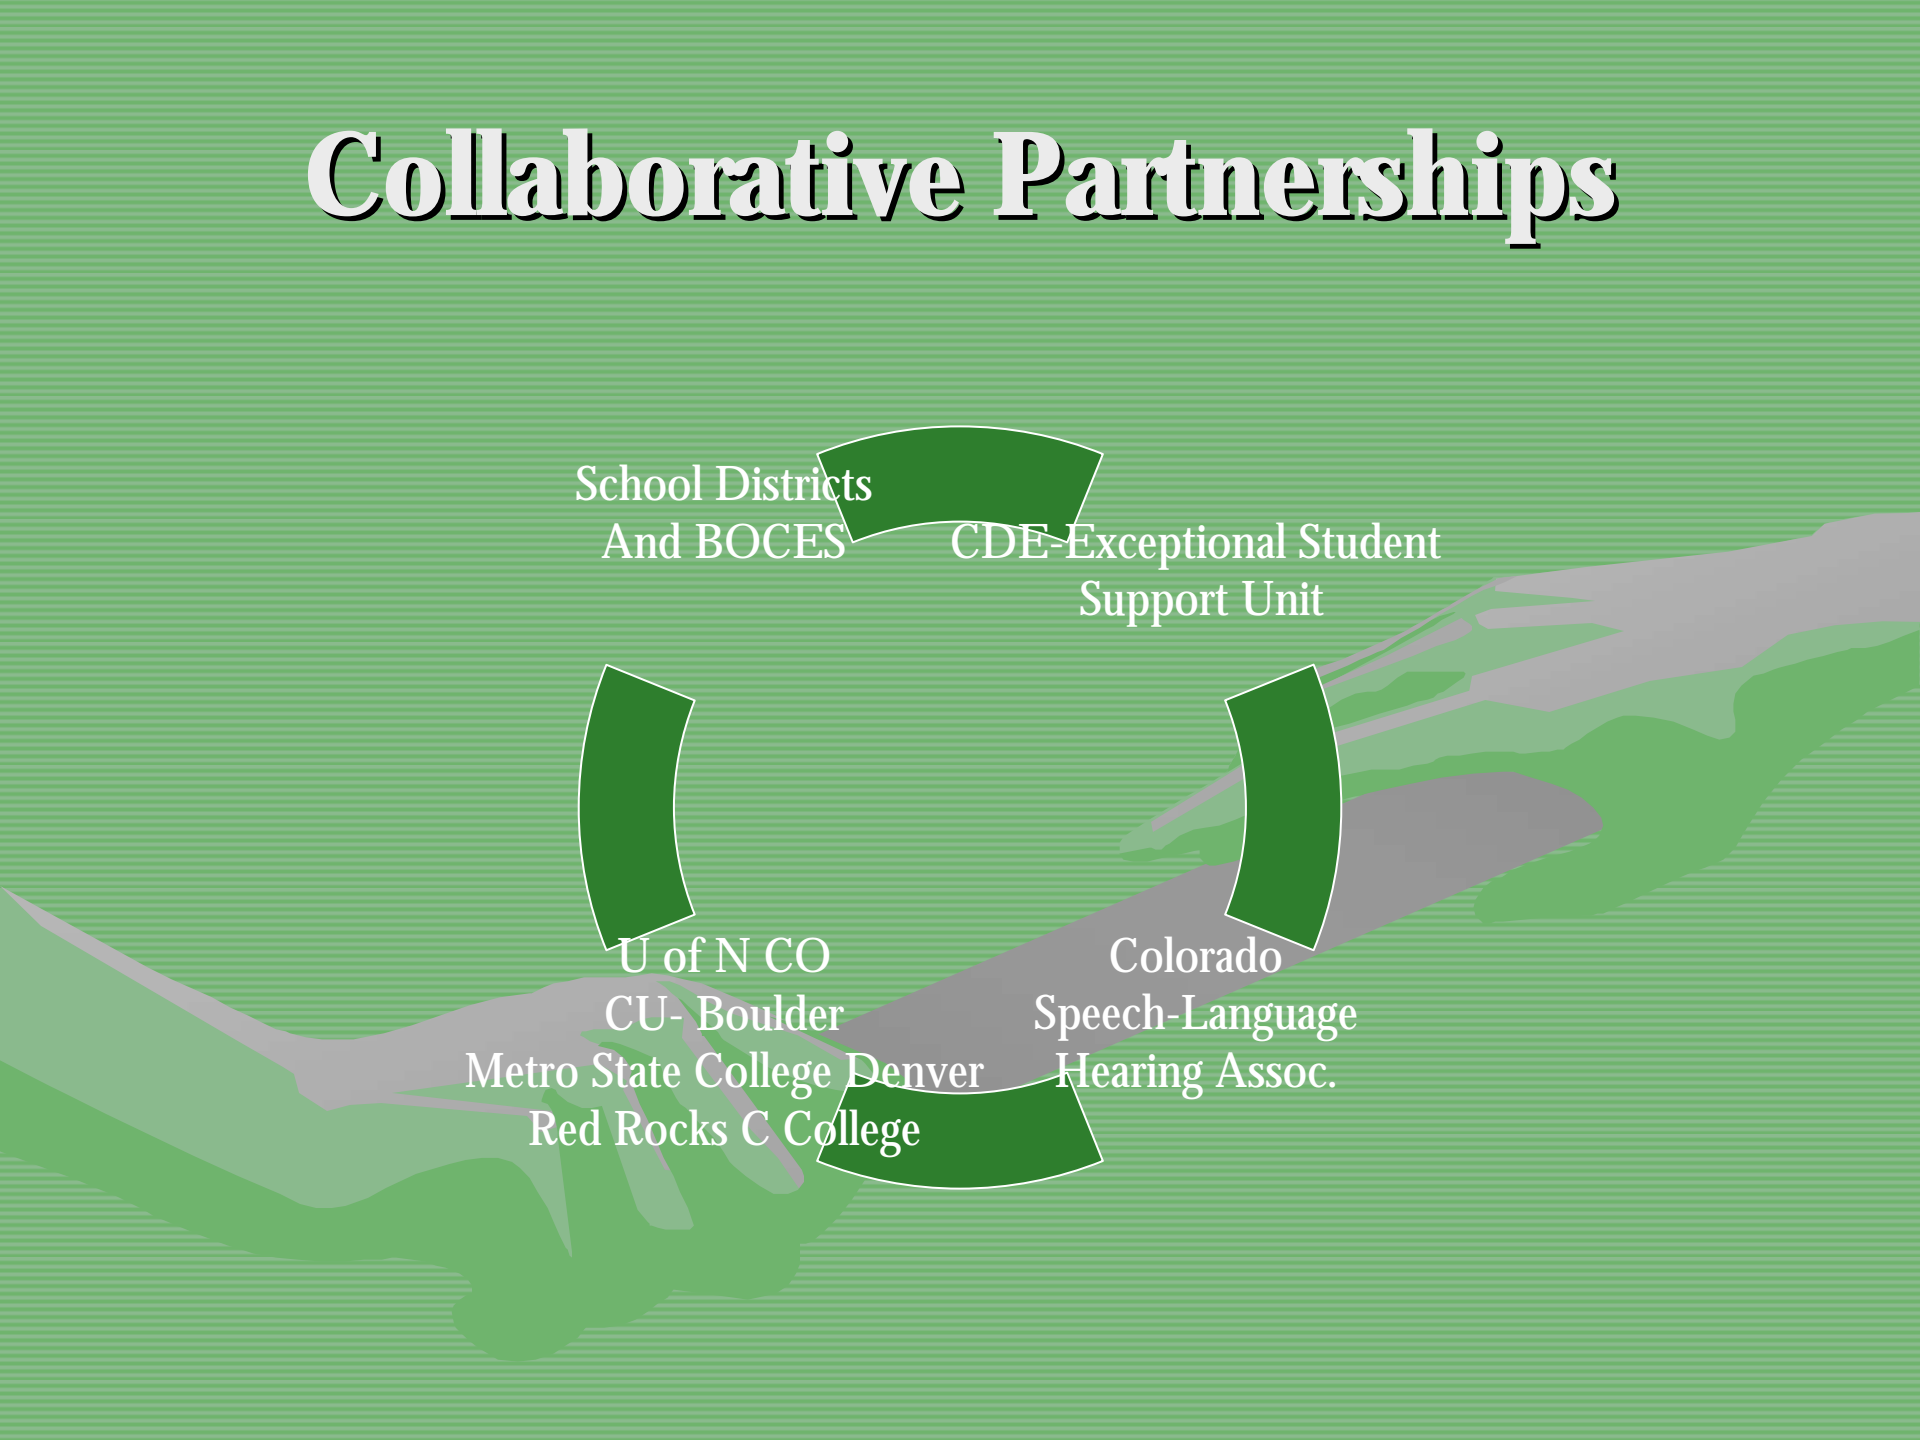 Collaborative Partnerships
School Districts
And BOCES
CDE-Exceptional Student
Support Unit
U of N CO
CU- Boulder
Metro State College Denver
Red Rocks C College
Colorado
Speech-Language
Hearing Assoc.